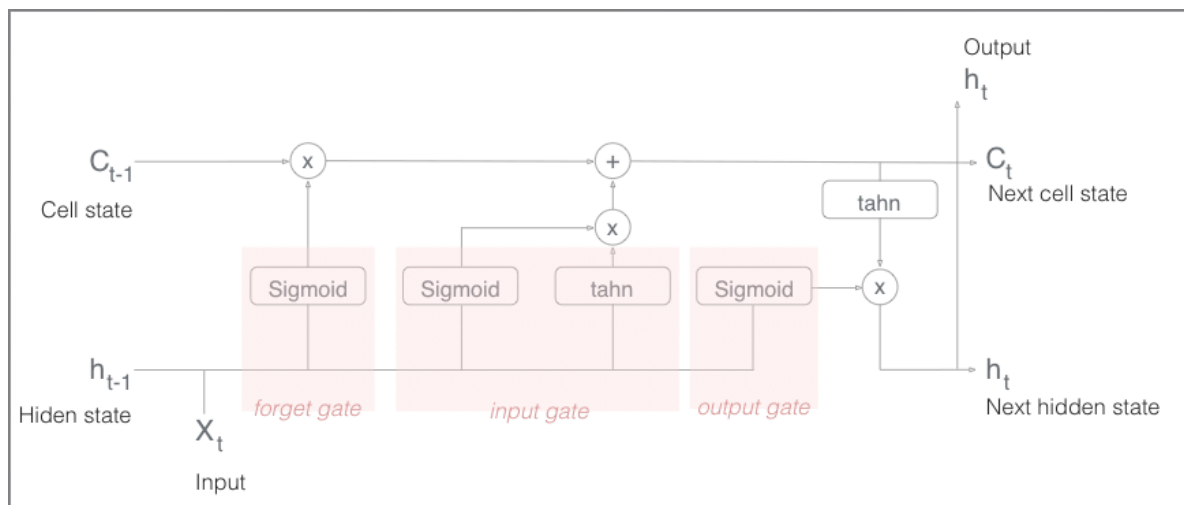 Output
h_t
C_t-1
x
+
C_t
Cell state
tahn
Next cell state
x
Sigmoid
Sigmoid
tahn
Sigmoid
x
h_t-1
h_t
Hiden state
forget gate
input gate
output gate
Next hidden state
X_t
Input